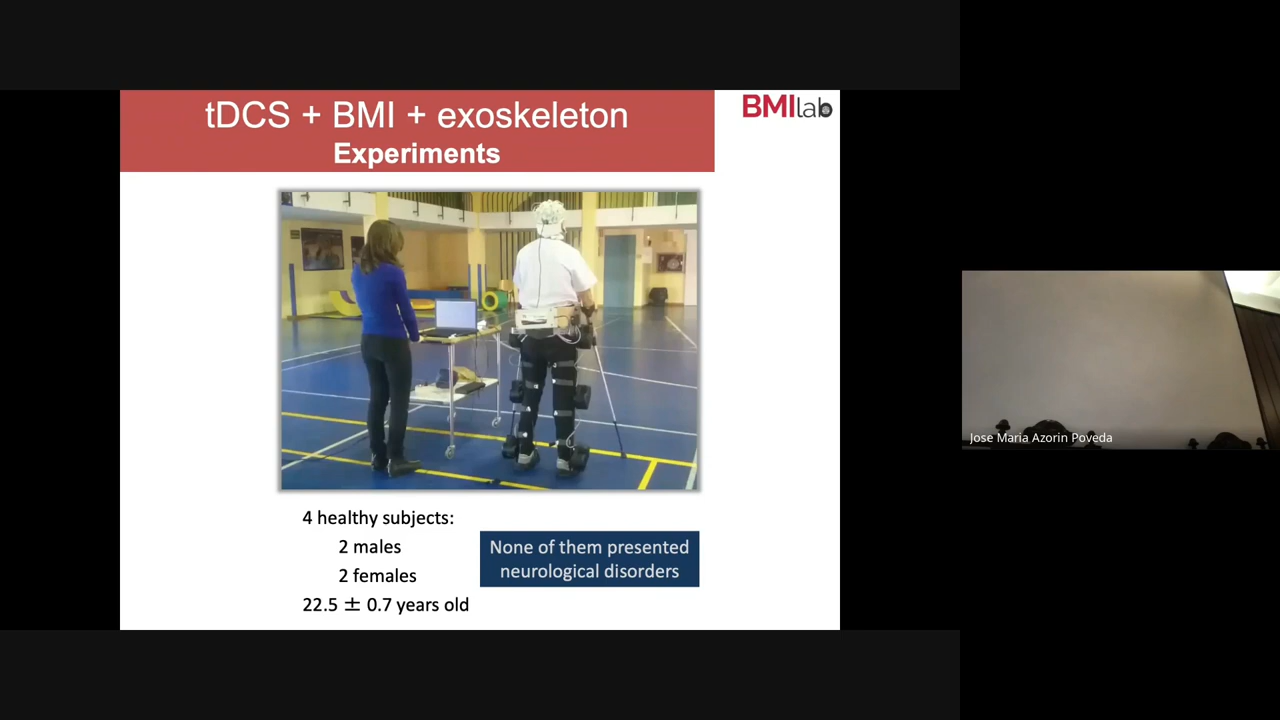 tDCS + BMI + exoskeleton
Experiments
BMIlab
4 healthy subjects:
2 males
2 females
22.5 ± 0.7 years old
None of them presented
neurological disorders
Jose Maria Azorin Poveda